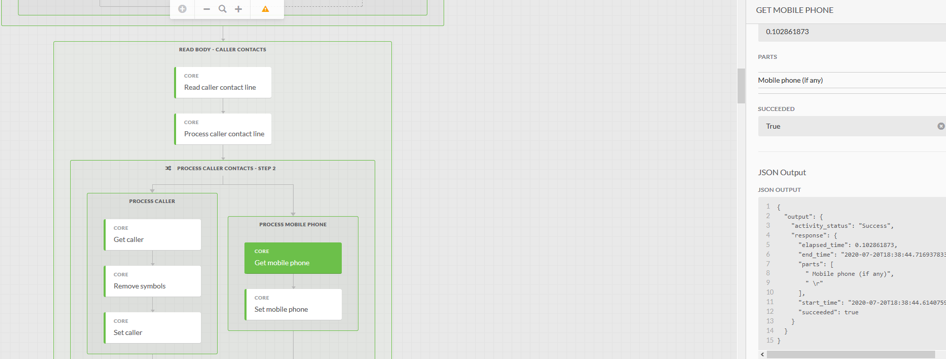 READ BODY - CALLER CONTACTS
CORE
Read caller contact line
CORE
Process caller contact line
PROCESS CALLER CONTACTS - STEP 2
PROCESS CALLER
CORE
Get caller
CORE
Remove symbols
CORE
Set caller
PROCESS MOBILE PHONE
CORE
Get mobile phone
CORE
Set mobile phone
GET MOBILE PHONE
0.102861873
PARTS
Mobile phone (if any)
SUCCEEDED
True
JSON Output
JSON OUTPUT
1 {
2 "output": {
3 "activity_status": "Success",
4 "response": {
5 "elapsed_time": 0.102861873,
6 "end_time": "2020-07-20T18:38:44.716937833
7 "parts": [
8 " Mobile phone (if any)",
9 " \r"
10 ],
11 "start_time": "2020-07-20T18:38:44.6140759
12 "succeeded": true
13 }
14 }
15 }